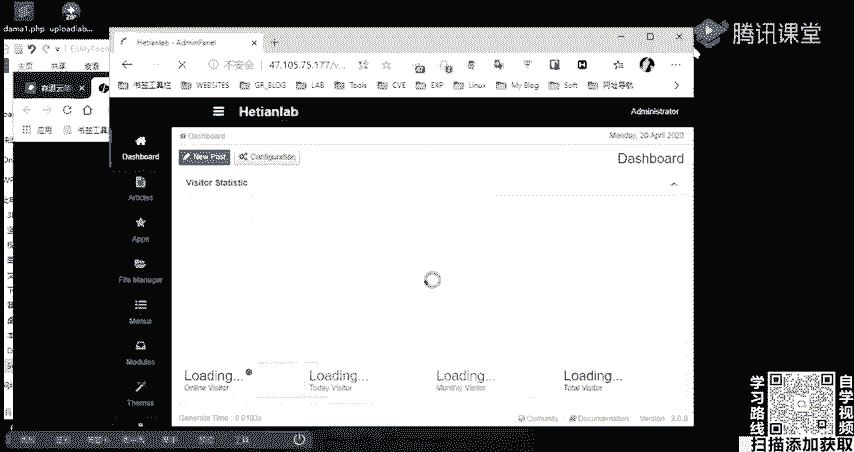 dama1.php uploadlab...
腾讯课堂
Hetianlab - AdminPanel
不安全 47.105.75.177/v...
书签工具栏 WEBSITES GR_BLOG LAB Tools CVE EXP Linux My Blog Soft 网址导航
主页 共享 查看
应用 书签工具
Hetianlab
Administrator
Dashboard
Dashboard
Monday, 20 April 2020
New Post Configuration
Dashboard
Visitor Statistic
Articles
Apps
File Manager
Menus
Modules
Themes
Loading... Loading... Loading... Loading...
Online Visitor Today Visitor Monthly Visitor Total Visitor
Documentation Version 2.0.8
学习路线
自学视频
扫描添加获取